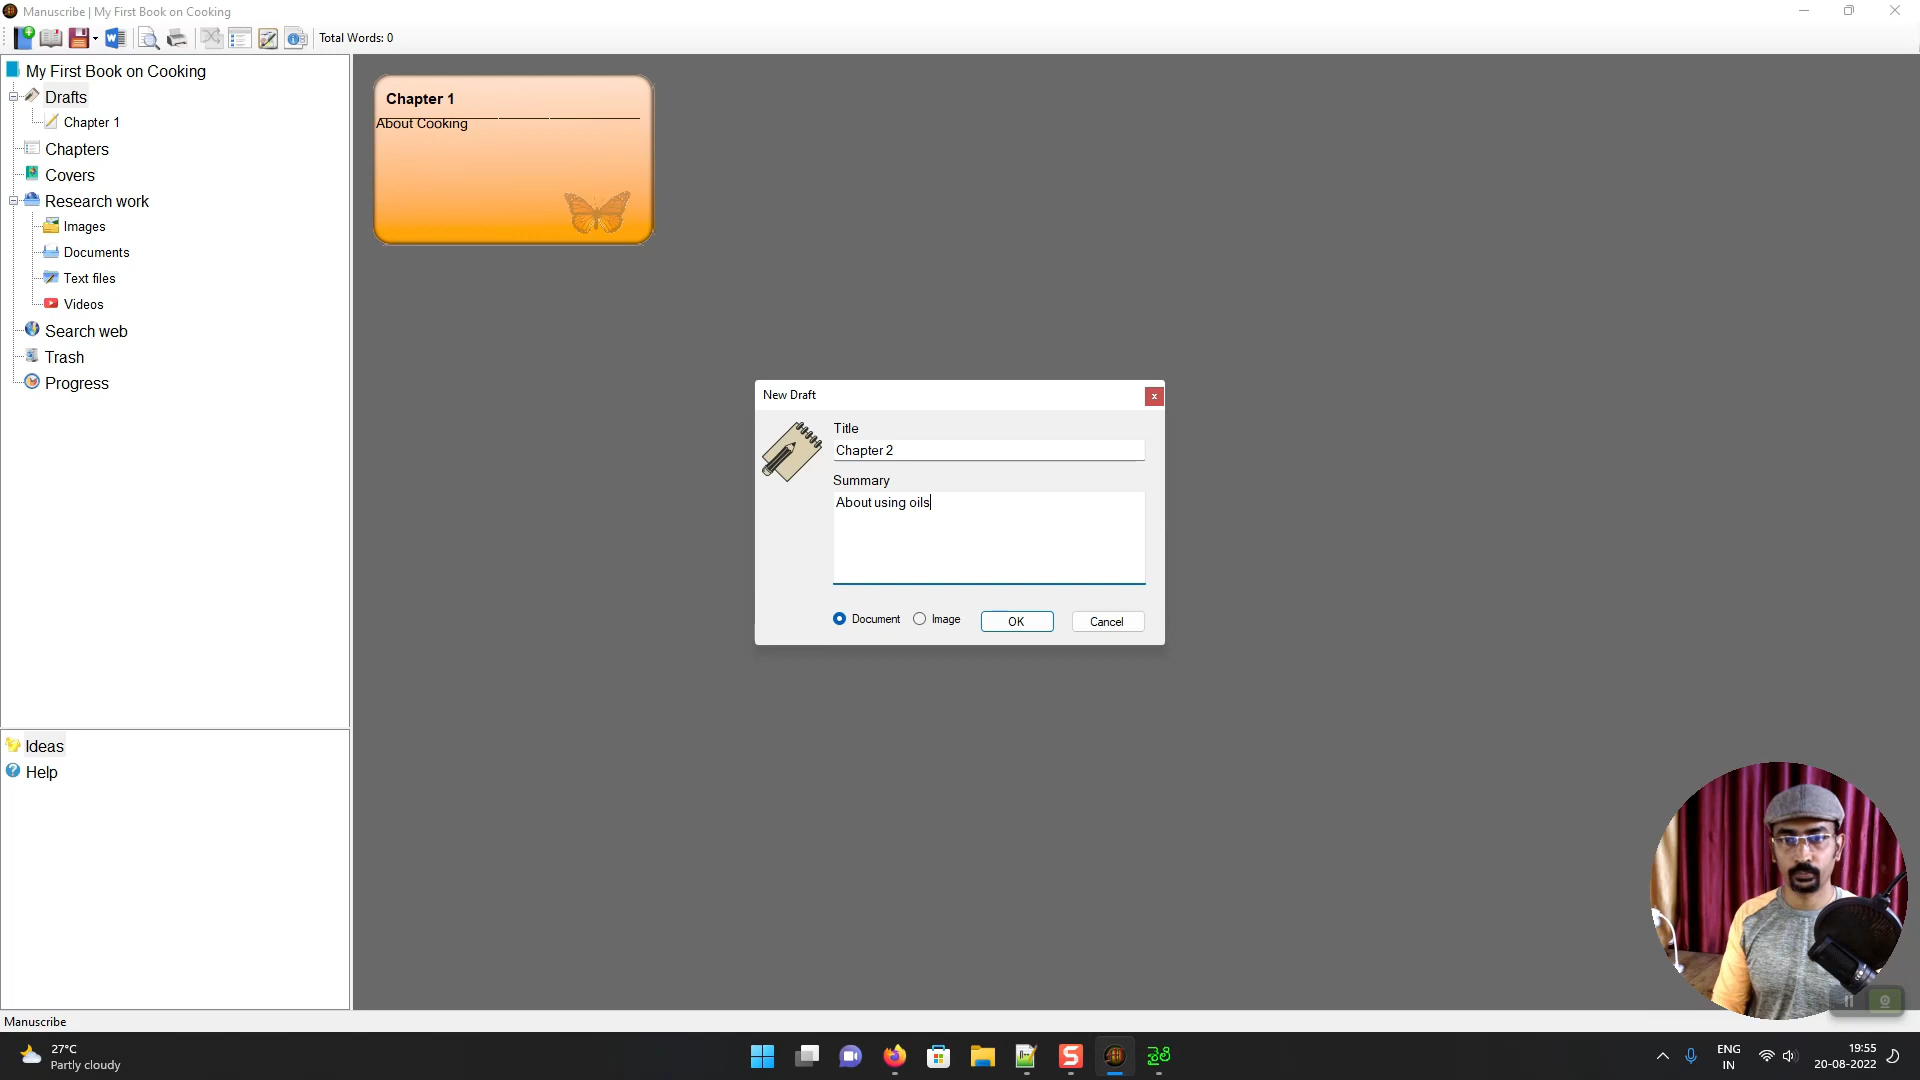 Manuscribe | My First Book on Cooking
Total Words: 0
My First Book on Cooking
Drafts
Chapter 1
Chapters
Covers
Research work
Images
Documents
Text files
Videos
Search web
Trash
Progress
Chapter 1
About Cooking
New Draft
x
Title
Chapter 2
Summary
About using oils
Document
Image
OK
Cancel
Ideas
Help
Manuscribe
27°C
Partly cloudy
శైలి
ENG
IN
19:55
20-08-2022